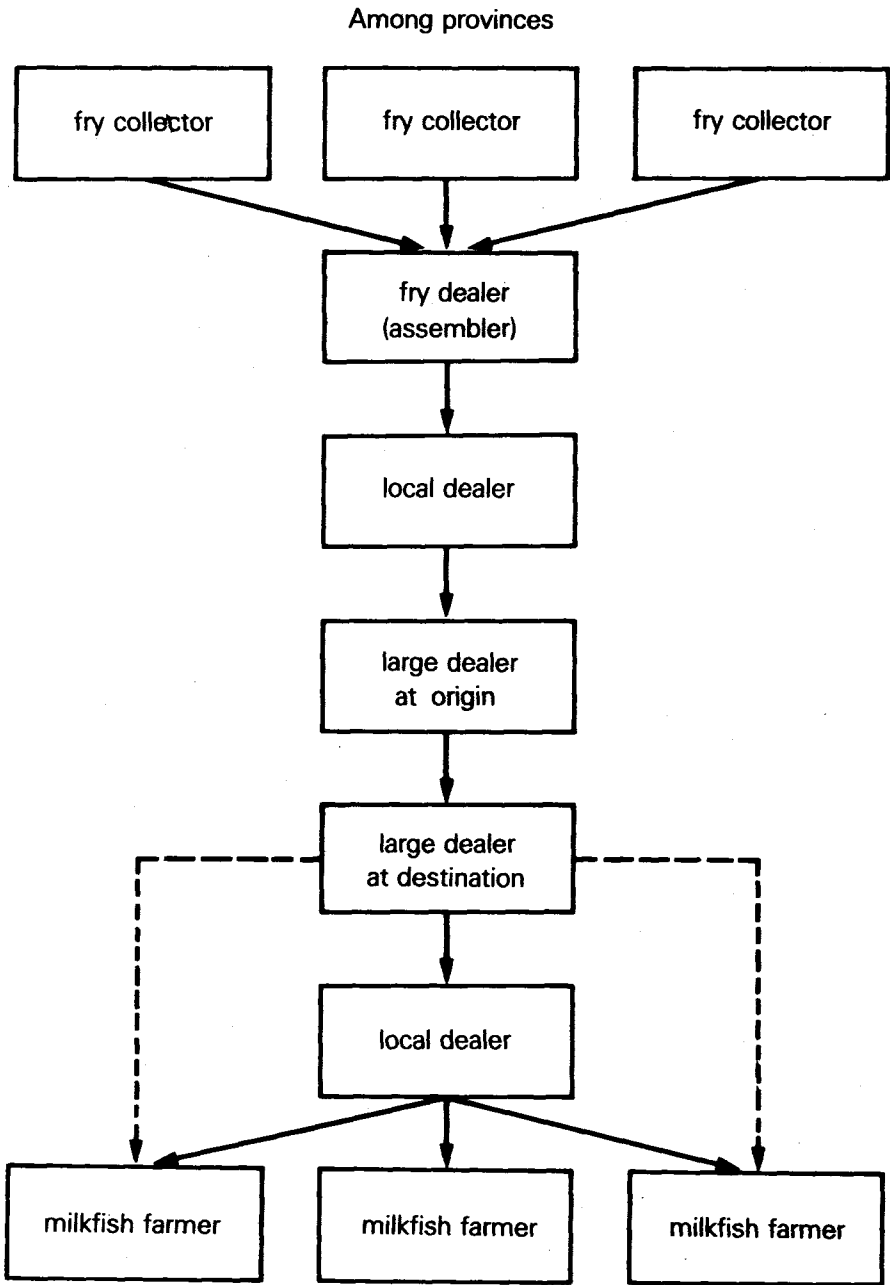 Among provinces
fry collector
fry collector
fry collector
fry dealer
(assembler)
local dealer
large dealer
at origin
large dealer
at destination
local dealer
milkfish farmer
milkfish farmer
milkfish farmer